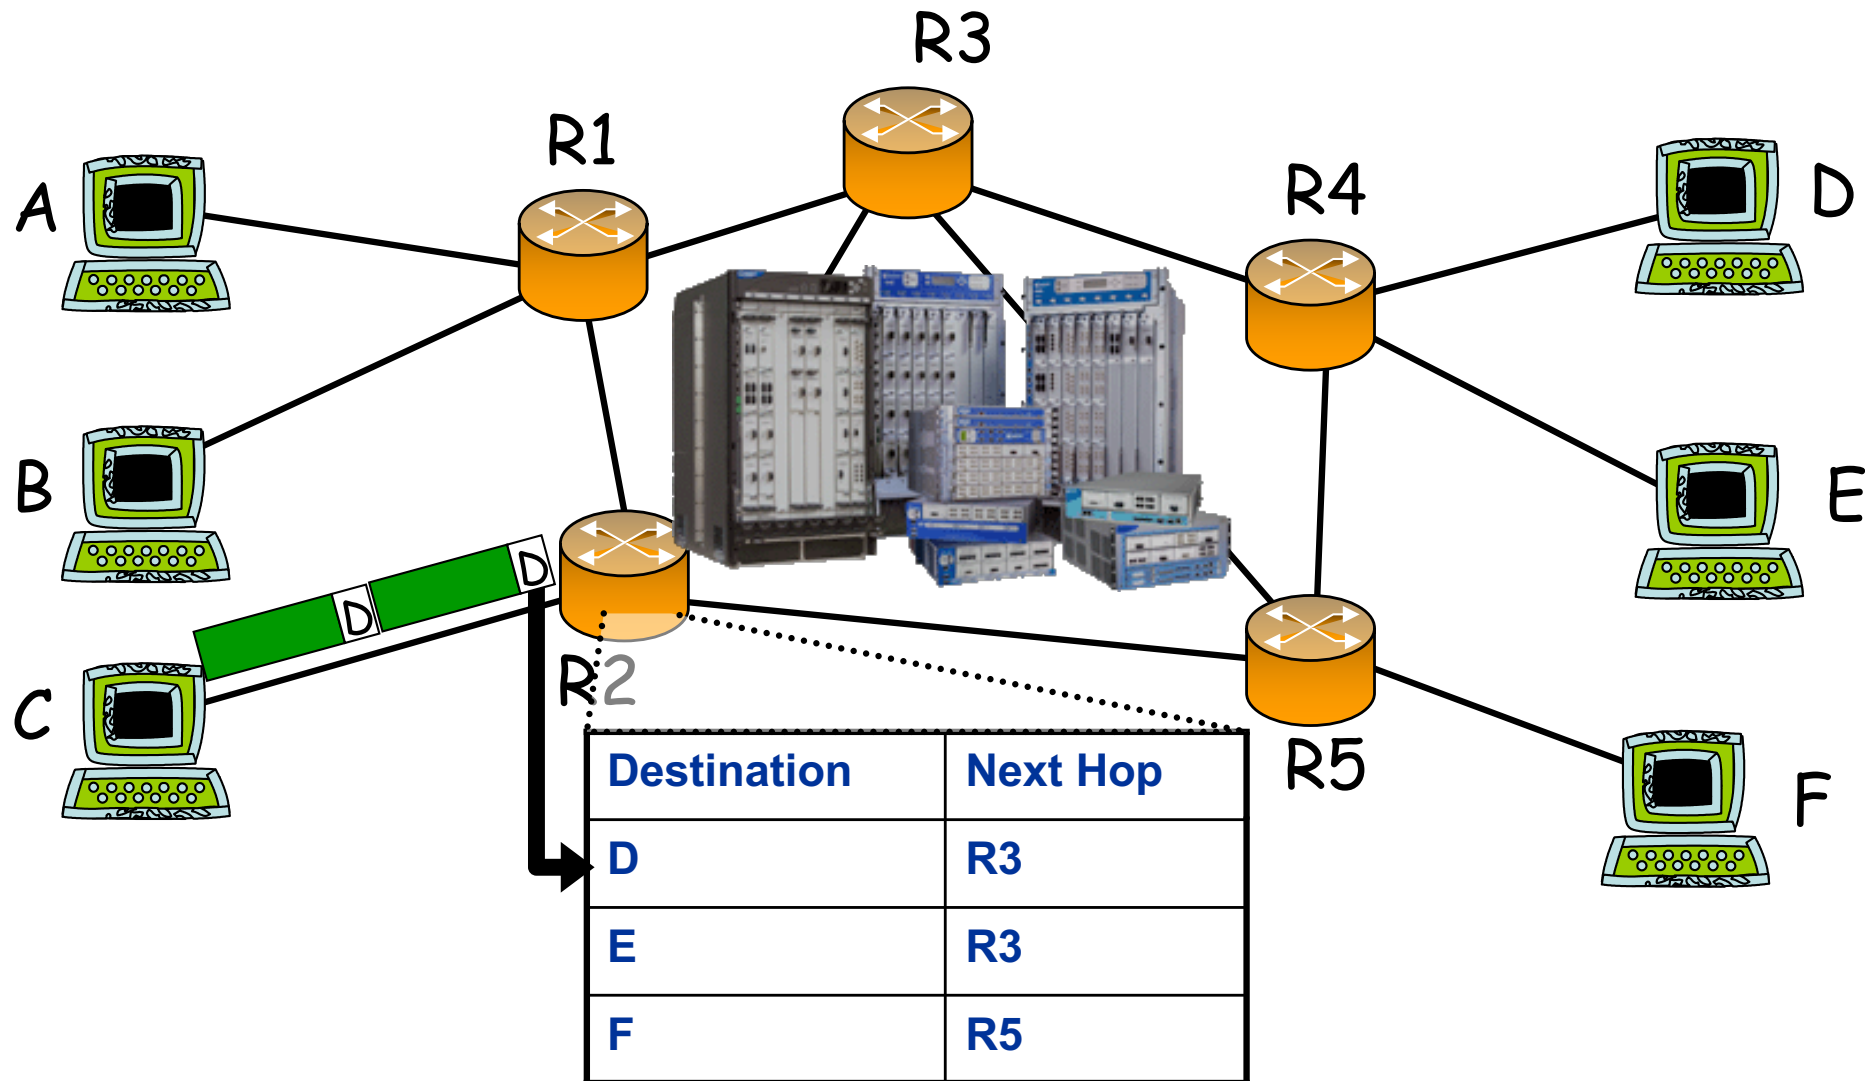 R3
R1
R4
A
D
B
E
D
D
C
R2
R5
F
Destination Next Hop
D R3
E R3
F R5